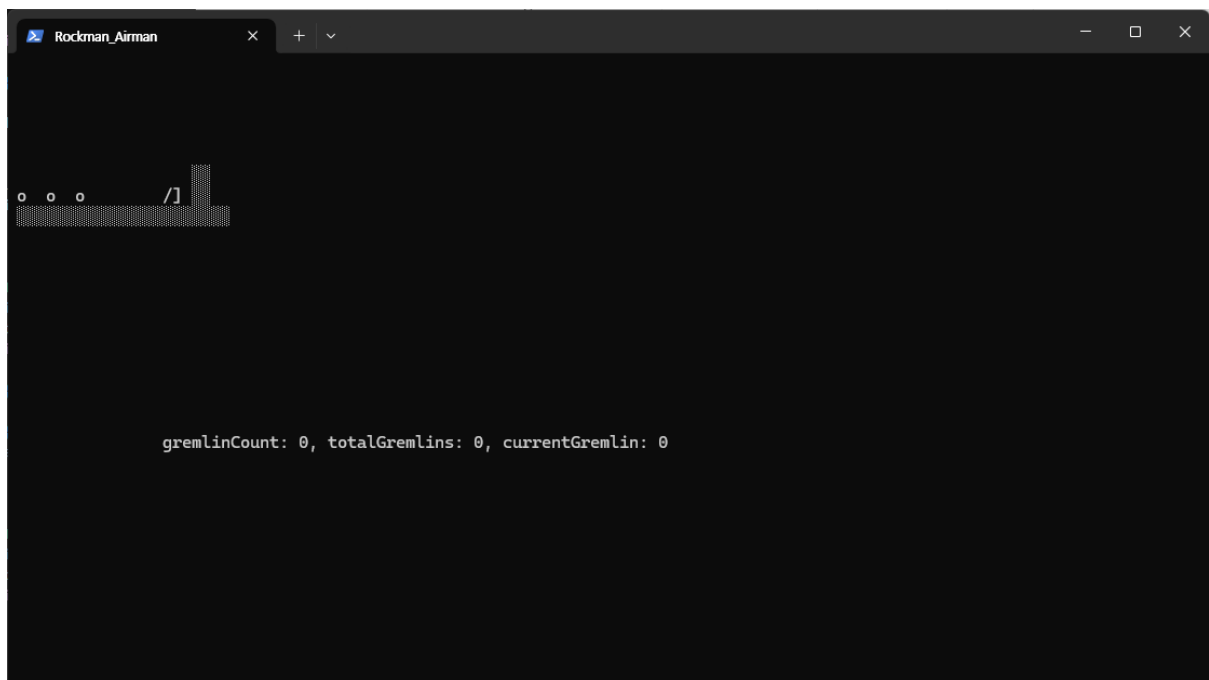 Rockman_Airman
o o o /]
gremlinCount: 0, totalGremlins: 0, currentGremlin: 0